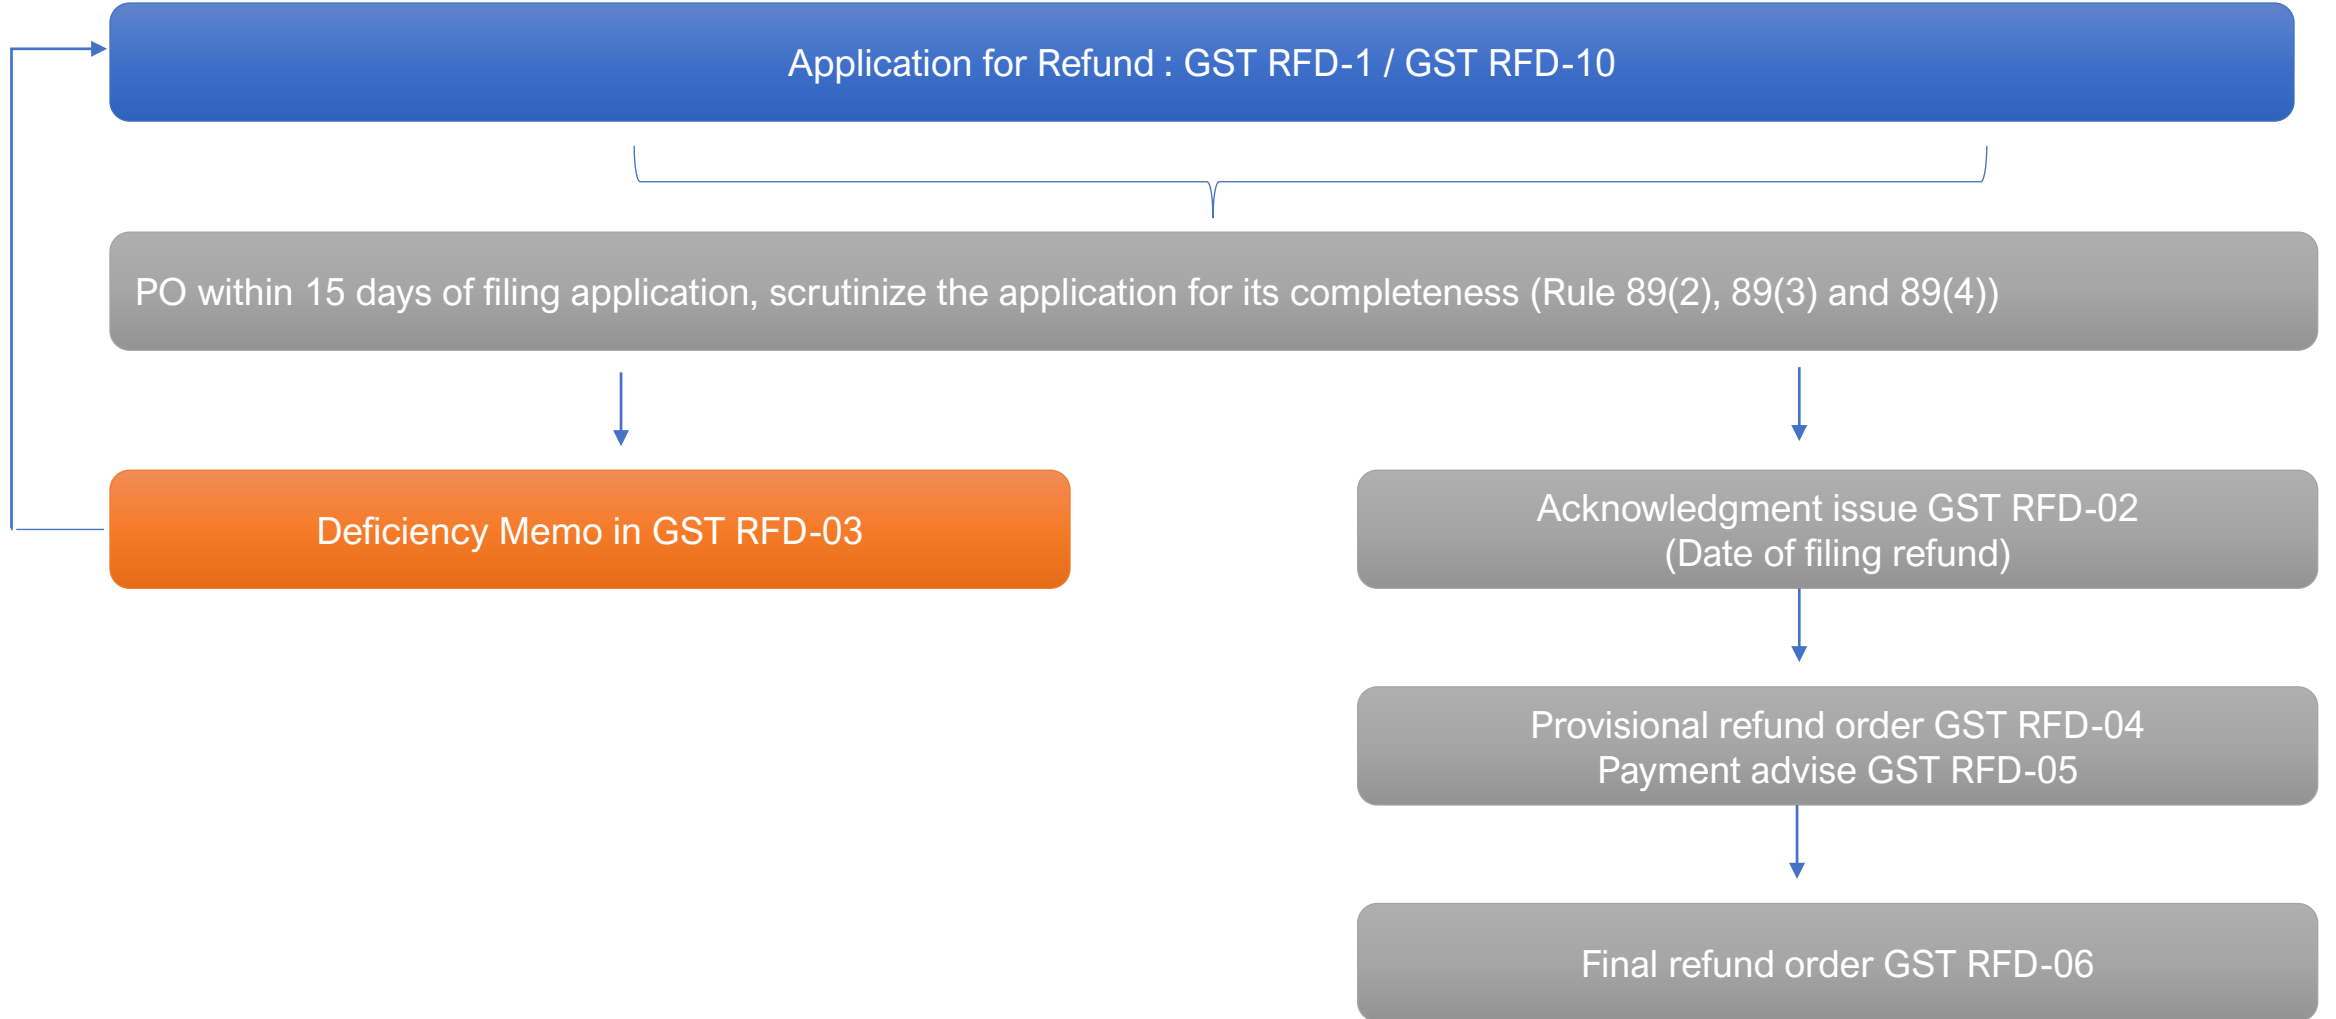 Application for Refund : GST RFD-1 / GST RFD-10
PO within 15 days of filing application, scrutinize the application for its completeness (Rule 89(2), 89(3) and 89(4))
Deficiency Memo in GST RFD-03
Acknowledgment issue GST RFD-02
(Date of filing refund)
Provisional refund order GST RFD-04
Payment advise GST RFD-05
Final refund order GST RFD-06